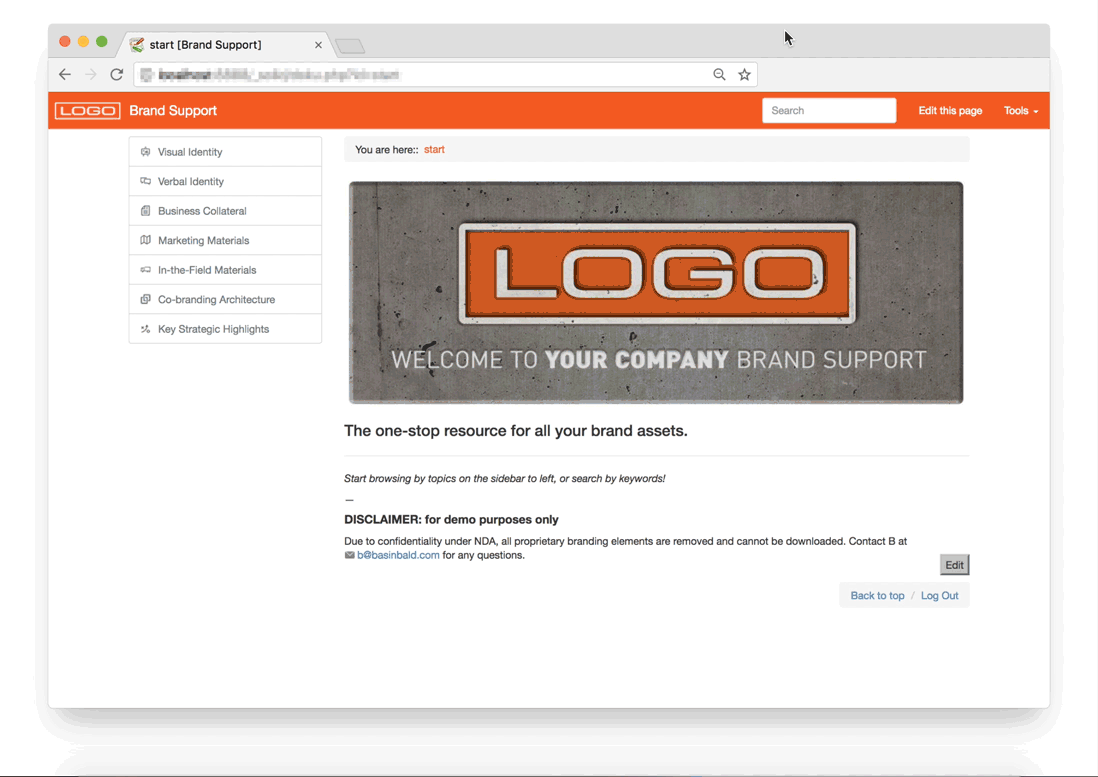 start [Brand Support]
LOGO Brand Support
Search
Edit this page
Tools
Visual Identity
Verbal Identity
Business Collateral
Marketing Materials
In-the-Field Materials
Co-branding Architecture
Key Strategic Highlights
You are here:: start
LOGO
WELCOME TO YOUR COMPANY BRAND SUPPORT
The one-stop resource for all your brand assets.
Start browsing by topics on the sidebar to left, or search by keywords!
—
DISCLAIMER: for demo purposes only
Due to confidentiality under NDA, all proprietary branding elements are removed and cannot be downloaded. Contact B at
b@basinbald.com for any questions.
Edit
Back to top / Log Out